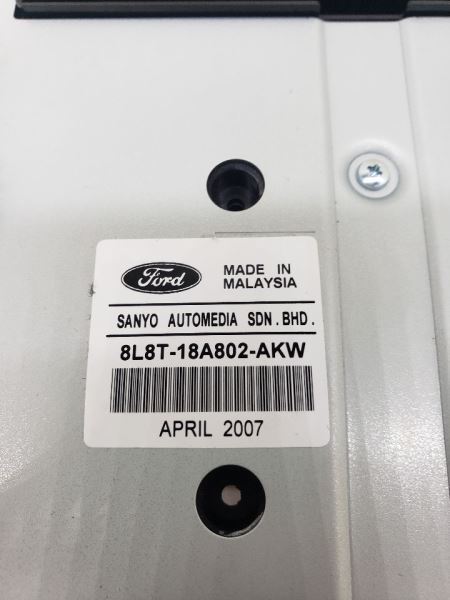 Ford
MADE IN
MALAYSIA
SANYO AUTOMEDIA SDN.BHD.
8L8T-18A802-AKW
APRIL 2007